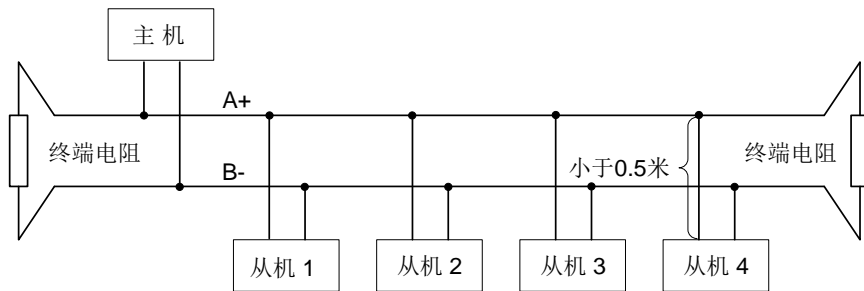 主 机
A+
终端电阻
小于0.5米
终端电阻
B-
从机 1
从机 2
从机 3
从机 4